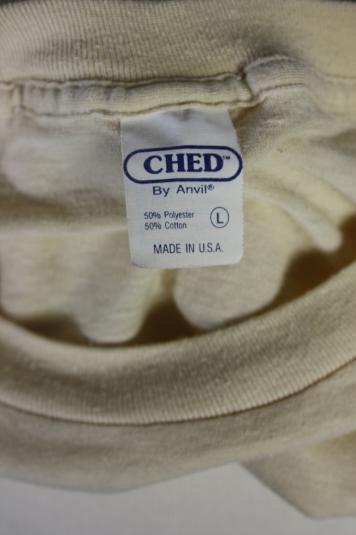 CHED™
By Anvil®
50% Polyester
50% Cotton
L
MADE IN U.S.A.